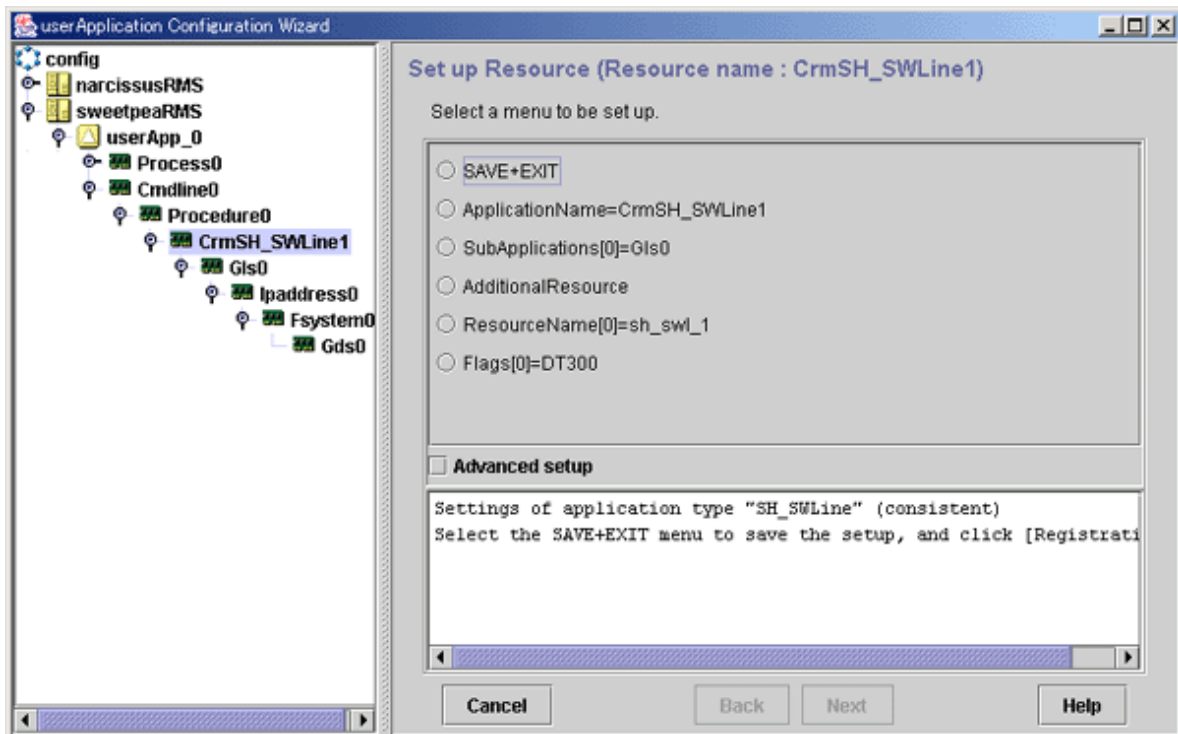 userApplication Configuration Wizard
config
narcissusRMS
sweetpeaRMS
userApp_0
Process0
Cmdline0
Procedure0
CrmSH_SWLine1
Gls0
Ipaddress0
Fsystem0
Gds0
Set up Resource (Resource name : CrmSH_SWLine1)
Select a menu to be set up.
SAVE+EXIT
ApplicationName=CrmSH_SWLine1
SubApplications[0]=Gls0
AdditionalResource
ResourceName[0]=sh_swl_1
Flags[0]=DT300
Advanced setup
Settings of application type "SH_SWLine" (consistent)
Select the SAVE+EXIT menu to save the setup, and click [Registrati
Cancel
Back
Next
Help